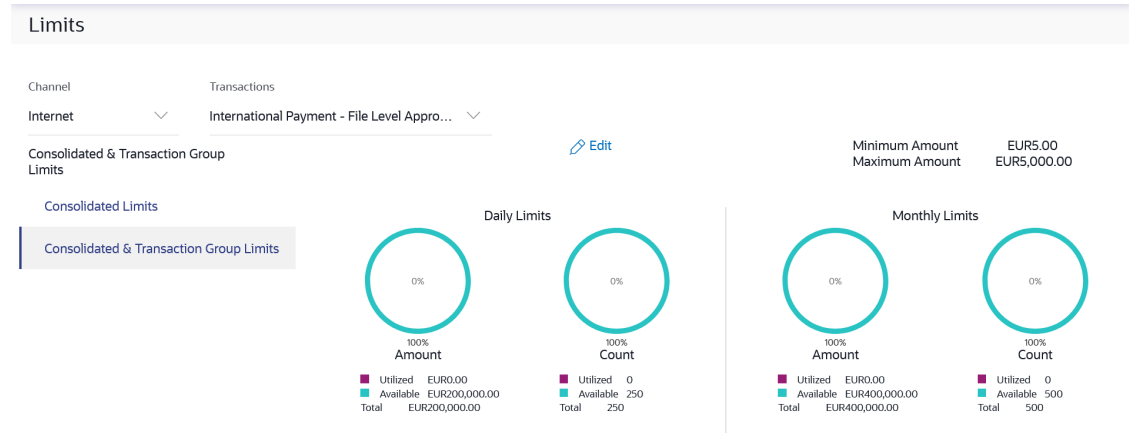 Limits
Channel
Transactions
Internet
International Payment - File Level Appro...
Consolidated & Transaction Group
Limits
Consolidated Limits
Consolidated & Transaction Group Limits
Edit
Minimum Amount EUR5.00
Maximum Amount EUR5,000.00
Daily Limits
0%
100%
Amount
Utilized EUR0.00
Available EUR200,000.00
Total EUR200,000.00
0%
100%
Count
Utilized 0
Available 250
Total 250
Monthly Limits
0%
100%
Amount
Utilized EUR0.00
Available EUR400,000.00
Total EUR400,000.00
0%
100%
Count
Utilized 0
Available 500
Total 500